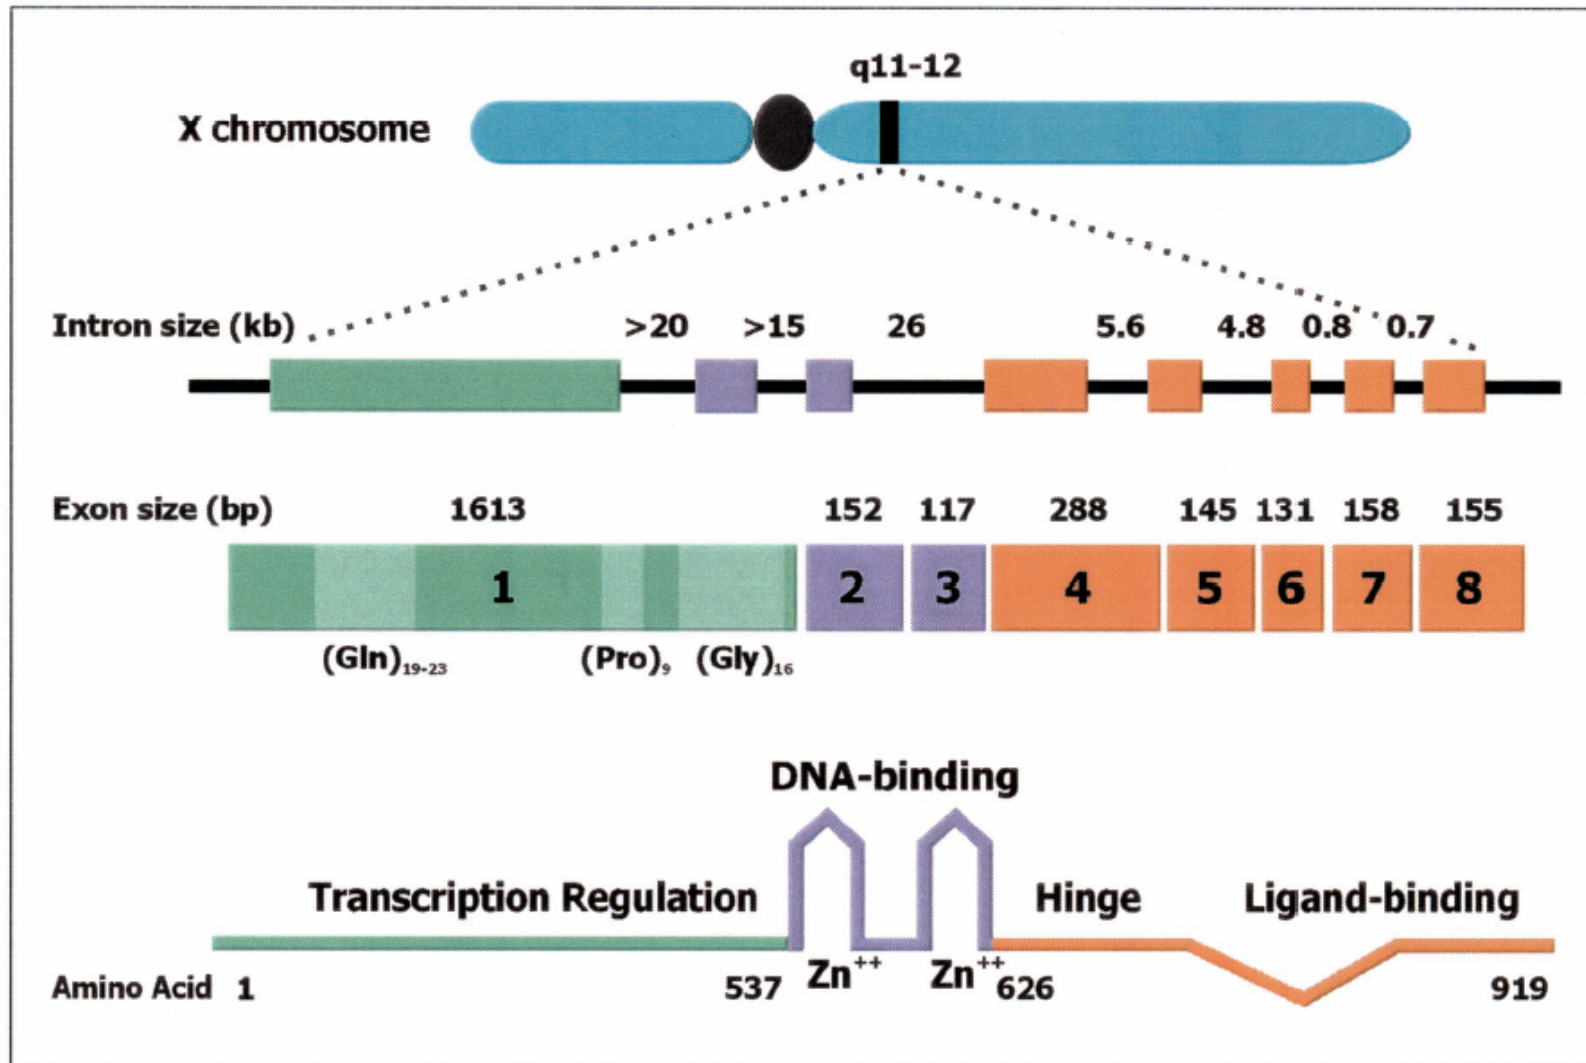 q11-12
X chromosome
Intron size (kb) >20 >15 26 5.6 4.8 0.8 0.7
Exon size (bp) 1613 152 117 288 145 131 158 155
1 2 3 4 5 6 7 8
(Gln)19-23 (Pro)9 (Gly)16
DNA-binding
Transcription Regulation Hinge Ligand-binding
Zn++ Zn++
Amino Acid 1 537 626 919